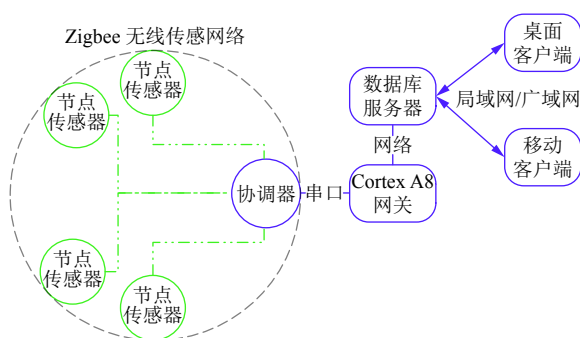 Zigbee 无线传感网络
节点
传感器
节点
传感器
节点
传感器
节点
传感器
协调器
串口
Cortex A8
网关
网络
数据库
服务器
局域网/广域网
桌面
客户端
移动
客户端